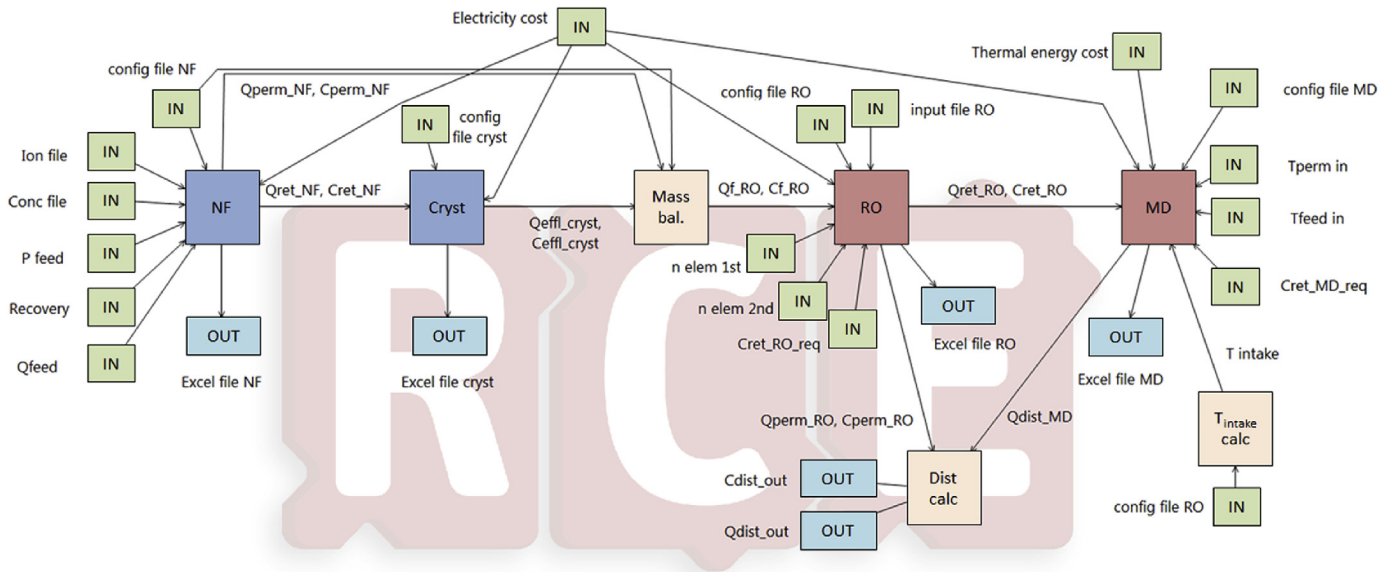 Electricity cost
IN
Thermal energy cost
IN
config file NF
IN
Qperm_NF, Cperm_NF
config file RO
IN
IN
input file RO
IN
config file MD
IN
config
file cryst
Ion file
IN
Conc file
IN
P feed
IN
Recovery
IN
Qfeed
IN
NF
Qret_NF, Cret_NF
Cryst
Qeffl_cryst,
Ceffl_cryst
Mass
bal.
Qf_RO, Cf_RO
RO
Qret_RO, Cret_RO
MD
IN
Tperm in
IN
Tfeed in
IN
Cret_MD_req
IN
n elem 1st
IN
n elem 2nd
IN
Cret_RO_req
OUT
Excel file NF
OUT
Excel file cryst
OUT
Excel file RO
OUT
Excel file MD
T intake
Qperm_RO, Cperm_RO
Qdist_MD
Tintake
calc
Cdist_out
OUT
Dist
calc
Qdist_out
OUT
config file RO
IN
RCE